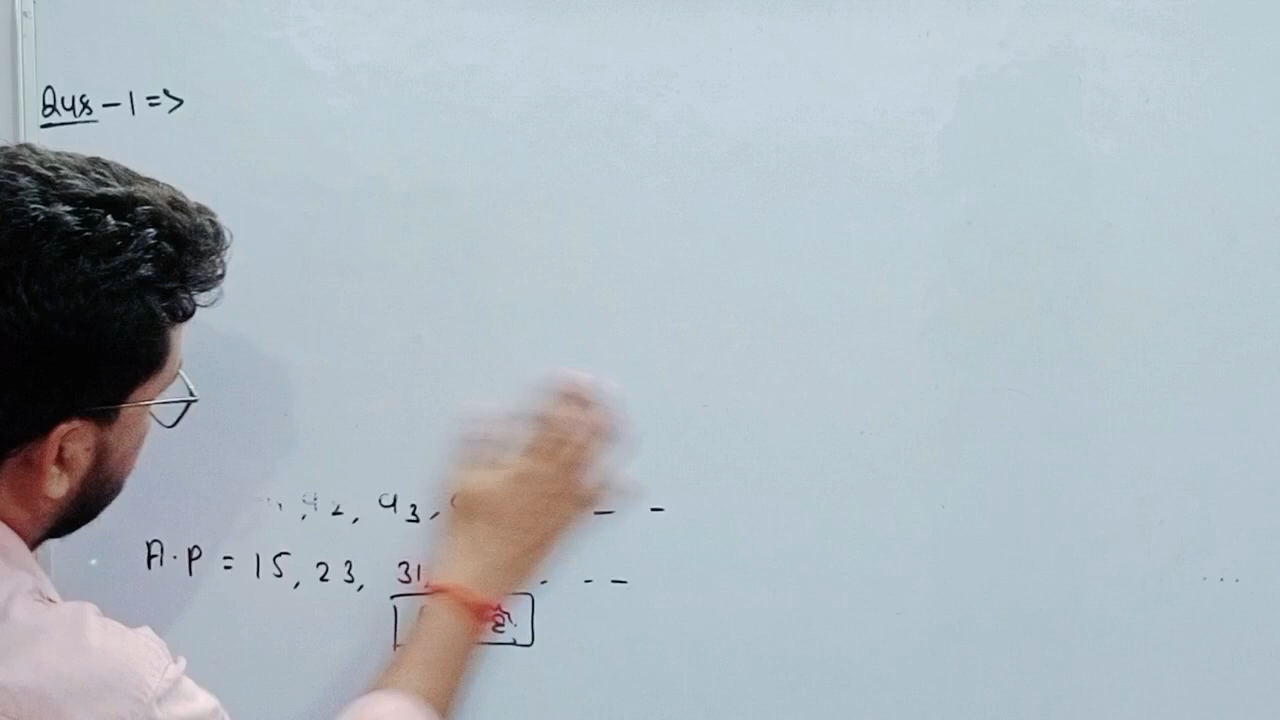 Qus - 1 =>
a2, a3, - -
A.P = 15, 23, 31, . - -
है.
...